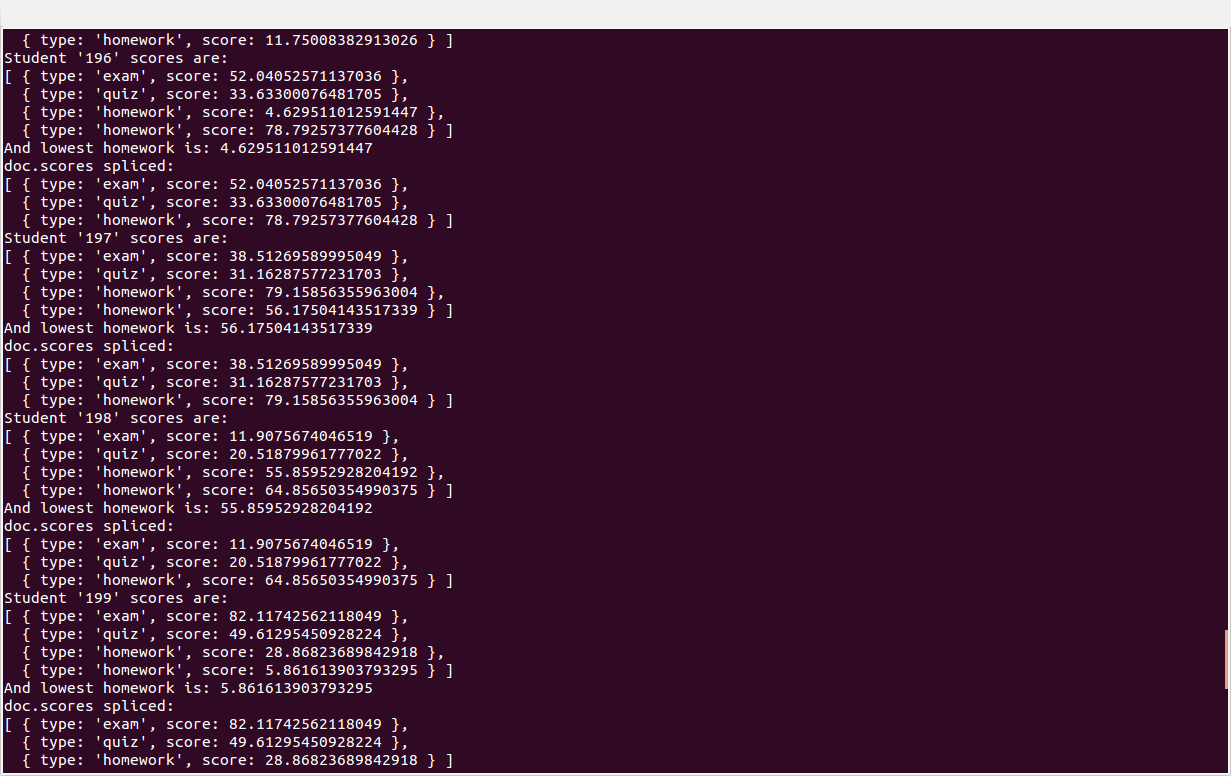 { type: 'homework', score: 11.75008382913026 } ]
Student '196' scores are:
[ { type: 'exam', score: 52.04052571137036 },
  { type: 'quiz', score: 33.63300076481705 },
  { type: 'homework', score: 4.629511012591447 },
  { type: 'homework', score: 78.79257377604428 } ]
And lowest homework is: 4.629511012591447
doc.scores spliced:
[ { type: 'exam', score: 52.04052571137036 },
  { type: 'quiz', score: 33.63300076481705 },
  { type: 'homework', score: 78.79257377604428 } ]
Student '197' scores are:
[ { type: 'exam', score: 38.51269589995049 },
  { type: 'quiz', score: 31.16287577231703 },
  { type: 'homework', score: 79.15856355963004 },
  { type: 'homework', score: 56.17504143517339 } ]
And lowest homework is: 56.17504143517339
doc.scores spliced:
[ { type: 'exam', score: 38.51269589995049 },
  { type: 'quiz', score: 31.16287577231703 },
  { type: 'homework', score: 79.15856355963004 } ]
Student '198' scores are:
[ { type: 'exam', score: 11.9075674046519 },
  { type: 'quiz', score: 20.51879961777022 },
  { type: 'homework', score: 55.85952928204192 },
  { type: 'homework', score: 64.85650354990375 } ]
And lowest homework is: 55.85952928204192
doc.scores spliced:
[ { type: 'exam', score: 11.9075674046519 },
  { type: 'quiz', score: 20.51879961777022 },
  { type: 'homework', score: 64.85650354990375 } ]
Student '199' scores are:
[ { type: 'exam', score: 82.11742562118049 },
  { type: 'quiz', score: 49.61295450928224 },
  { type: 'homework', score: 28.86823689842918 },
  { type: 'homework', score: 5.861613903793295 } ]
And lowest homework is: 5.861613903793295
doc.scores spliced:
[ { type: 'exam', score: 82.11742562118049 },
  { type: 'quiz', score: 49.61295450928224 },
  { type: 'homework', score: 28.86823689842918 } ]